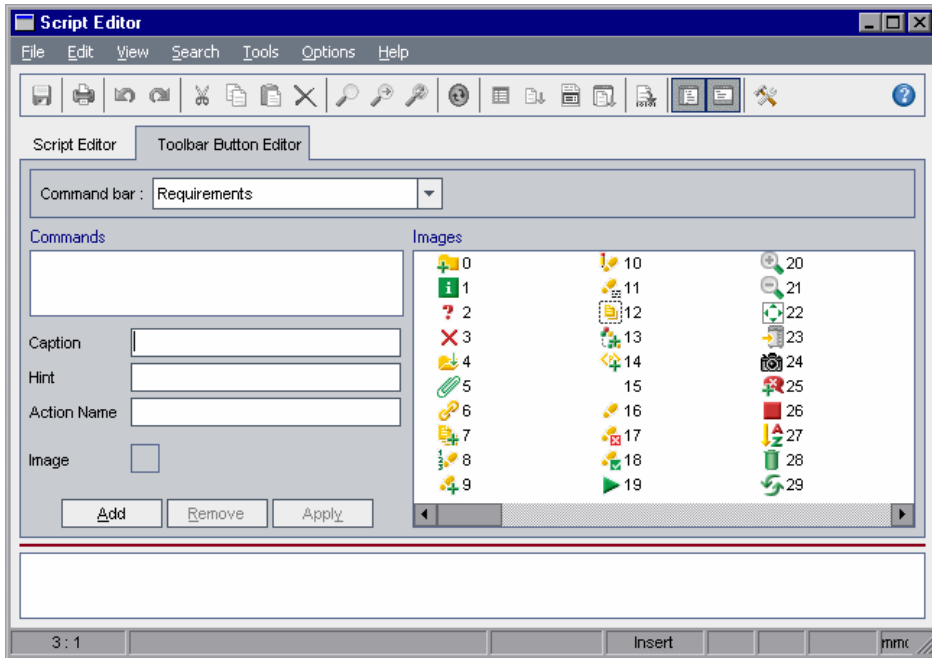 Script Editor
File Edit View Search Tools Options Help
Script Editor Toolbar Button Editor
Command bar : Requirements
Commands Images
0 10 20
1 11 21
2 12 22
3 13 23
4 14 24
5 15 25
6 16 26
7 17 27
8 18 28
9 19 29
Caption
Hint
Action Name
Image
Add Remove Apply
3 : 1 Insert